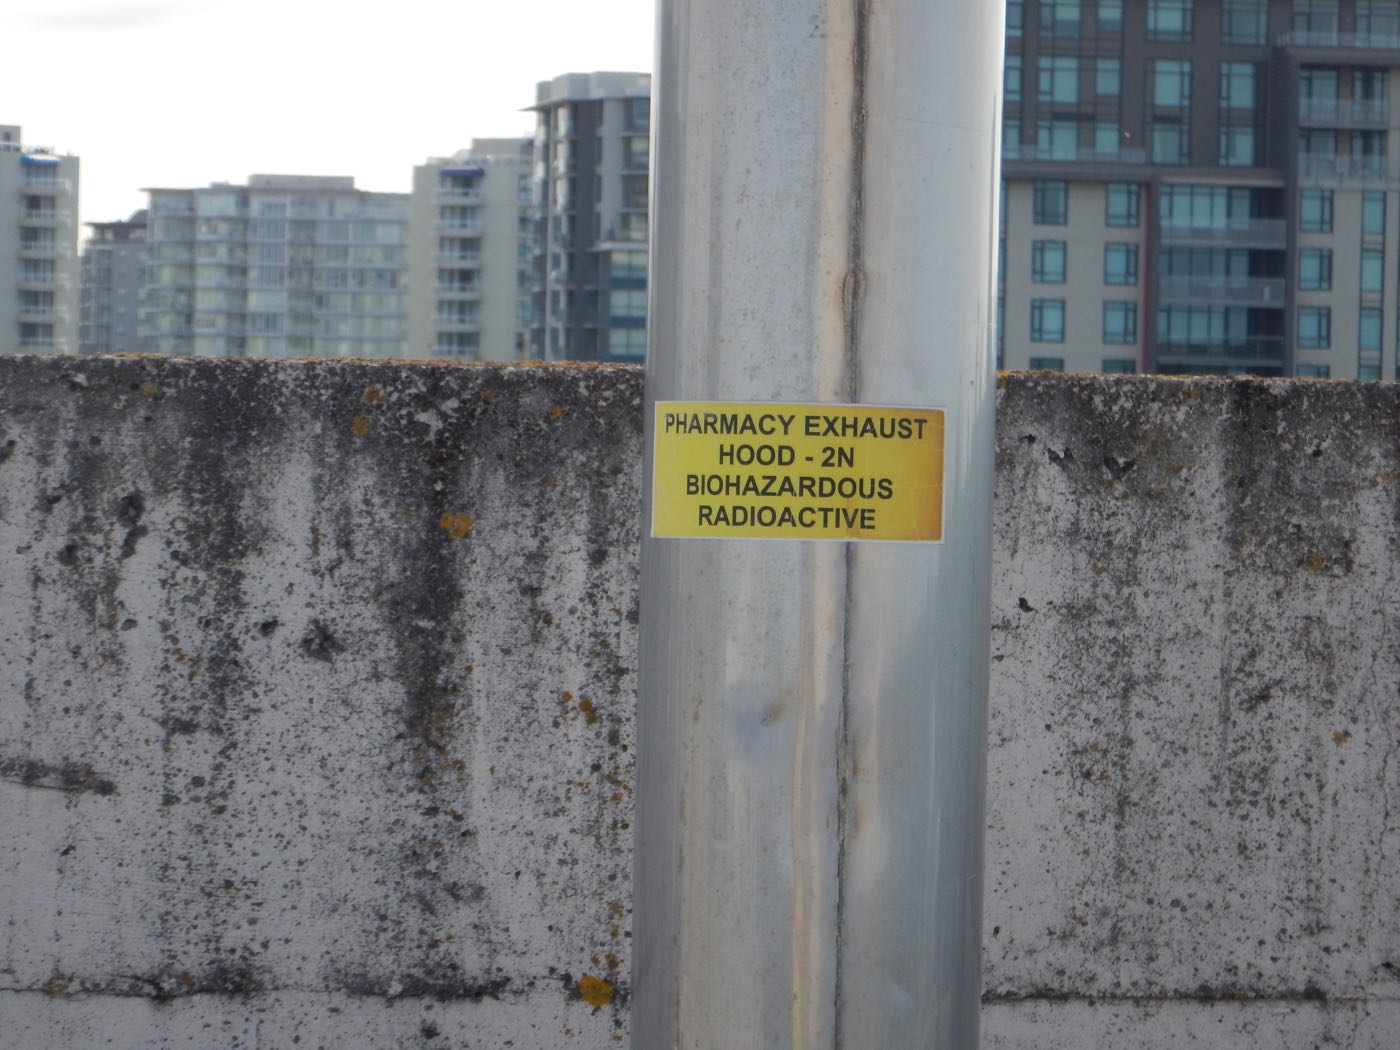 PHARMACY EXHAUST
HOOD - 2N
BIOHAZARDOUS
RADIOACTIVE